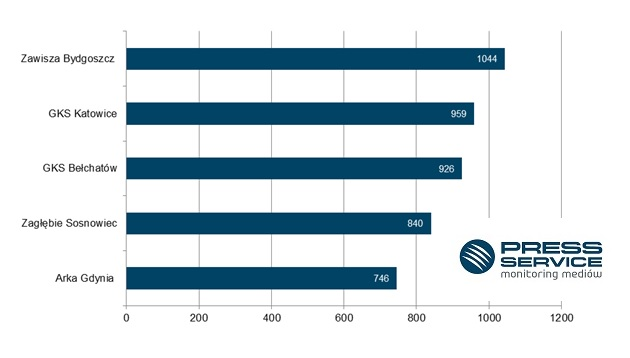 Zawisza Bydgoszcz
1044
GKS Katowice
959
GKS Bełchatów
926
Zagłębie Sosnowiec
840
Arka Gdynia
746
PRESS
SERVICE
monitoring mediów
0 200 400 600 800 1000 1200